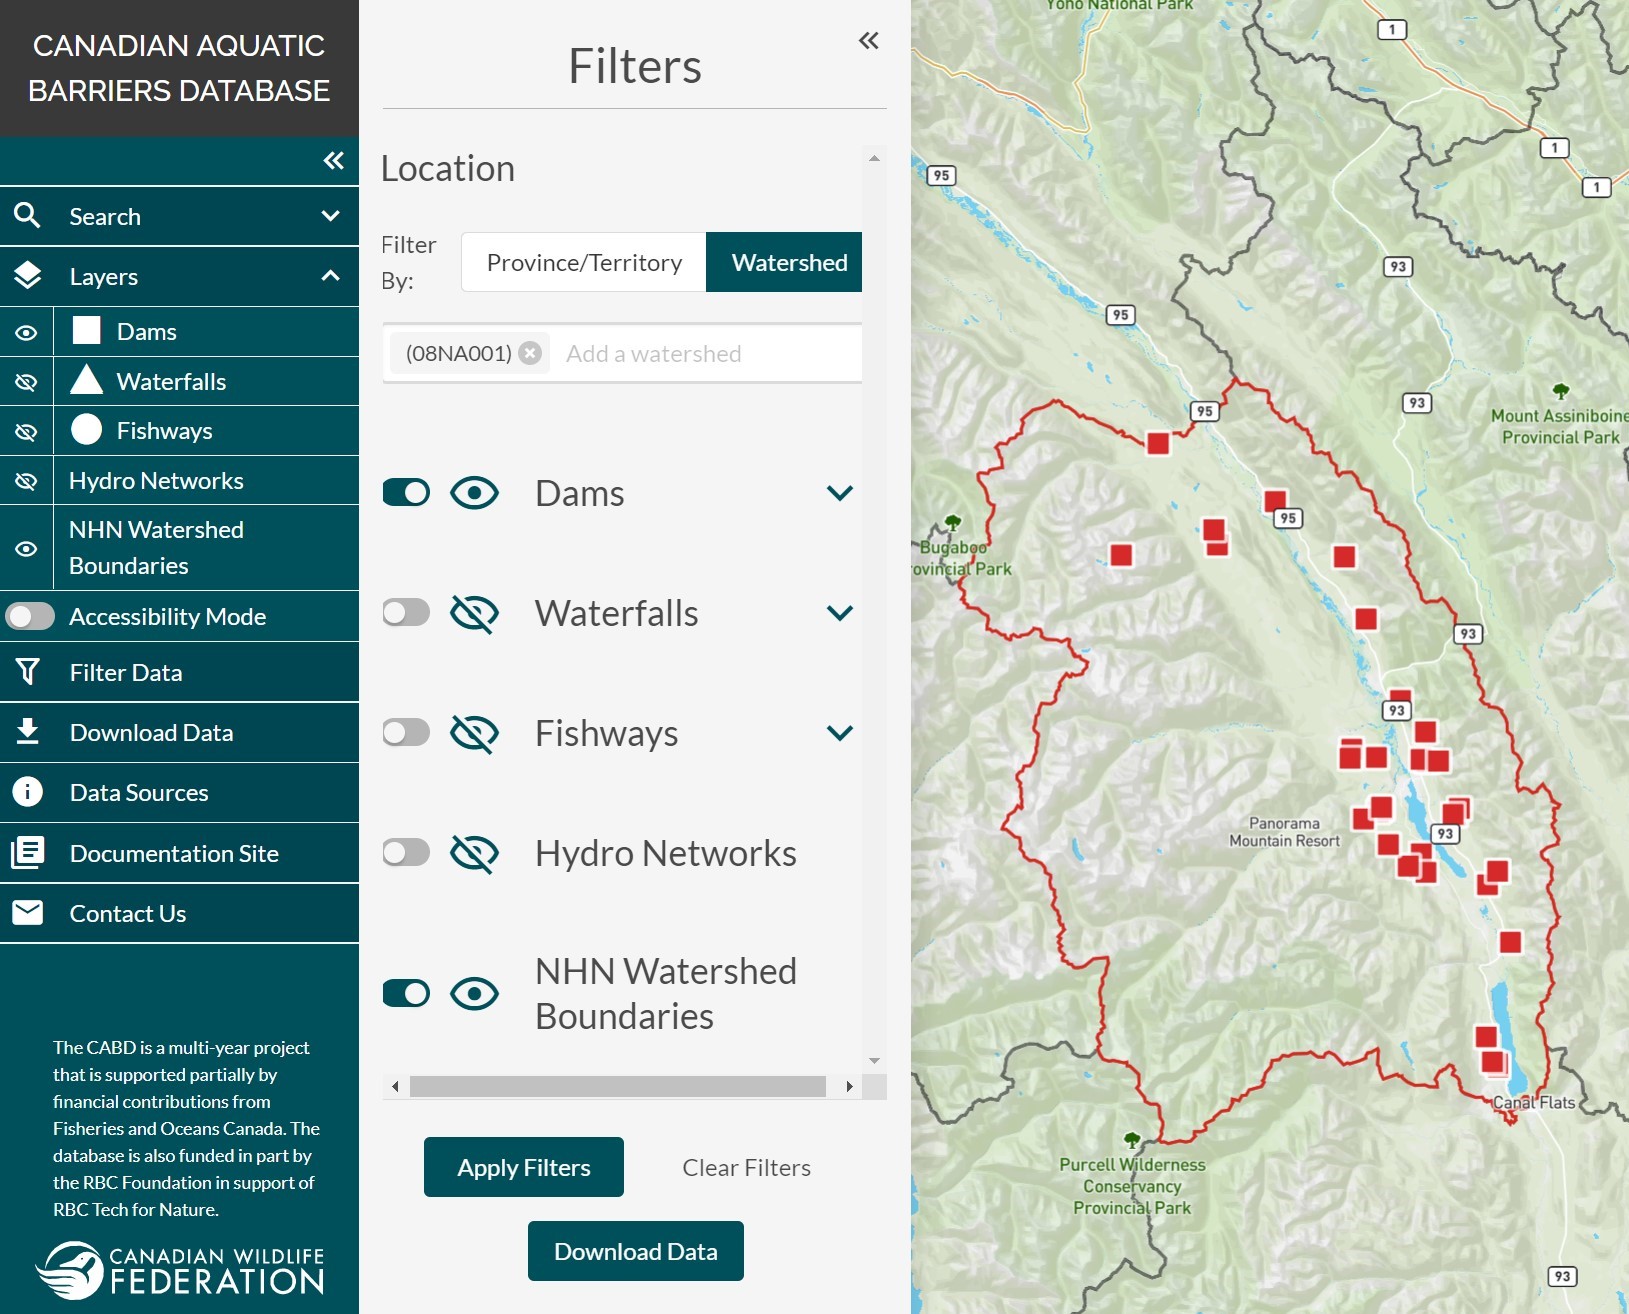 CANADIAN AQUATIC
BARRIERS DATABASE
Search
Layers
Dams
Waterfalls
Fishways
Hydro Networks
NHN Watershed
Boundaries
Accessibility Mode
Filter Data
Download Data
Data Sources
Documentation Site
Contact Us
The CABD is a multi-year project
that is supported partially by
financial contributions from
Fisheries and Oceans Canada. The
database is also funded in part by
the RBC Foundation in support of
RBC Tech for Nature.
CANADIAN WILDLIFE
FEDERATION
Filters
Location
Filter
By:
Province/Territory
Watershed
(08NA001)
Add a watershed
Dams
Waterfalls
Fishways
Hydro Networks
NHN Watershed
Boundaries
Apply Filters
Clear Filters
Download Data
Yoho National Park
1
1
95
1
93
95
93
95
Mount Assiniboine
Provincial Park
95
Bugaboo
rovincial Park
93
93
Panorama
Mountain Resort
93
Canal Flats
Purcell Wilderness
Conservancy
Provincial Park
93